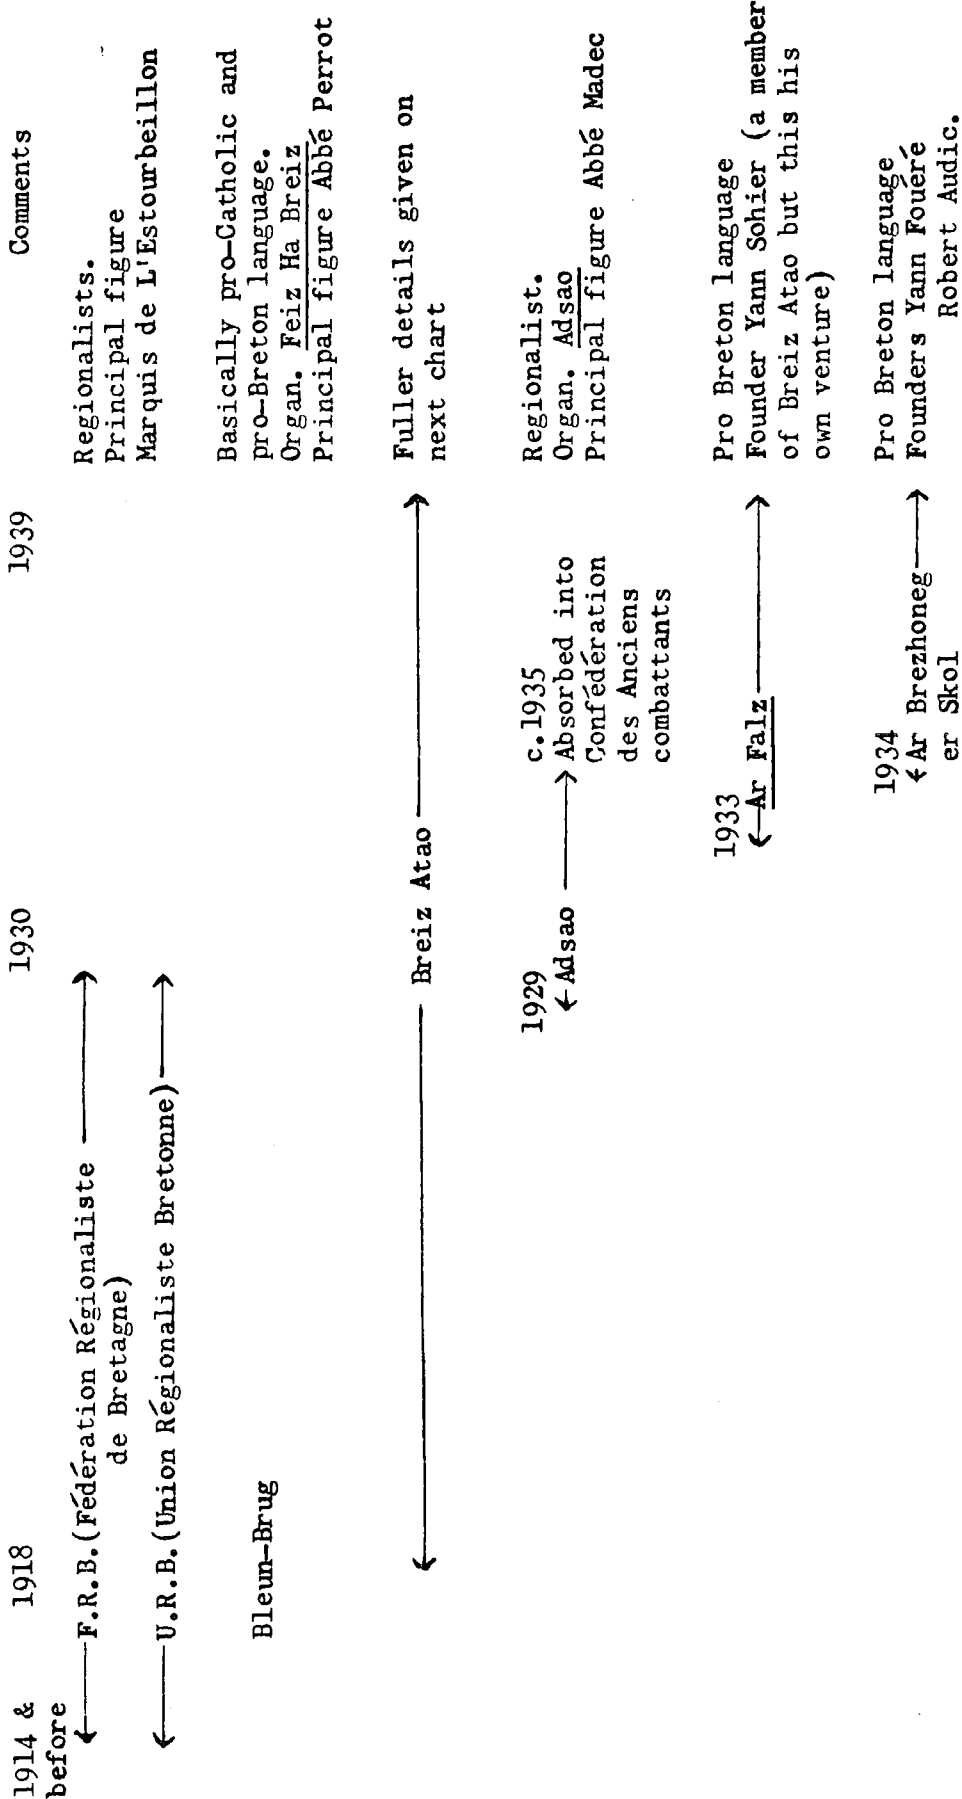 1914 & before 1918 1930 1939 Comments
F.R.B.(Fédération Régionaliste
de Bretagne)
U.R.B.(Union Régionaliste Bretonne)
Regionalists.
Principal figure
Marquis de L'Estourbeillon
Bleun-Brug
Basically pro-Catholic and
pro-Breton language.
Organ. Feiz Ha Breiz
Principal figure Abbé Perrot
Breiz Atao
Fuller details given on
next chart
1929
Adsao
c.1935
Absorbed into
Confédération
des Anciens
combattants
Regionalist.
Organ. Adsao
Principal figure Abbé Madec
1933
Ar Falz
Pro Breton language
Founder Yann Sohier (a member
of Breiz Atao but this his
own venture)
1934
Ar Brezhoneg
er Skol
Pro Breton language
Founders Yann Fouéré
Robert Audic.